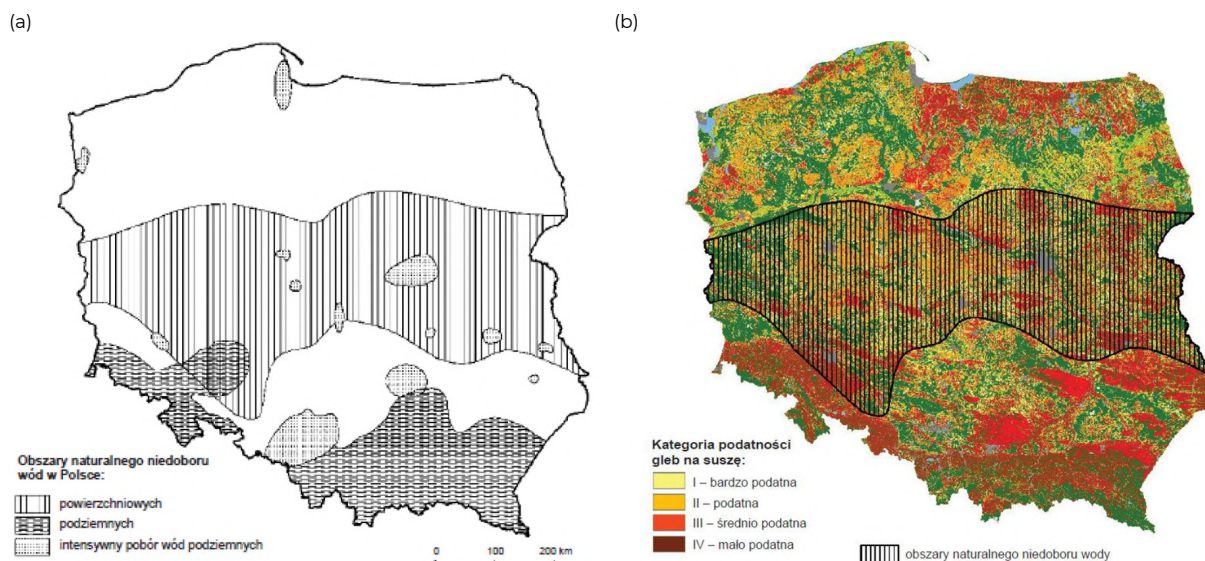 (a)
(b)
Obszary naturalnego niedoboru
wód w Polsce:
powierzchniowych
podziemnych
intensywny pobór wód podziemnych
0 100 200 km
Kategoria podatności
gleb na suszę:
I – bardzo podatna
II – podatna
III – średnio podatna
IV – mało podatna
obszary naturalnego niedoboru wody